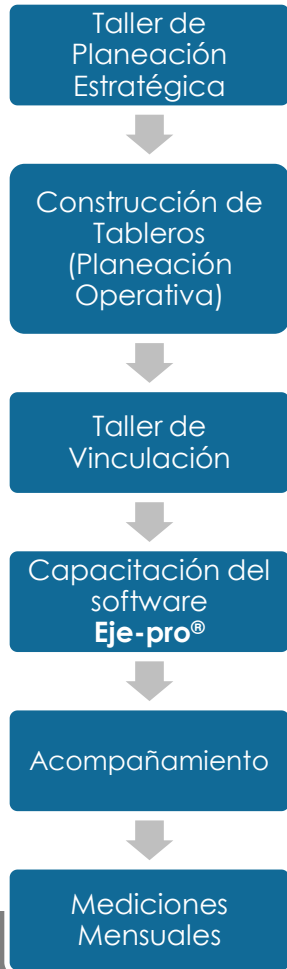 Taller de
Planeación
Estratégica
Construcción de
Tableros
(Planeación
Operativa)
Taller de
Vinculación
Capacitación del
software
Eje-pro®
Acompañamiento
Mediciones
Mensuales